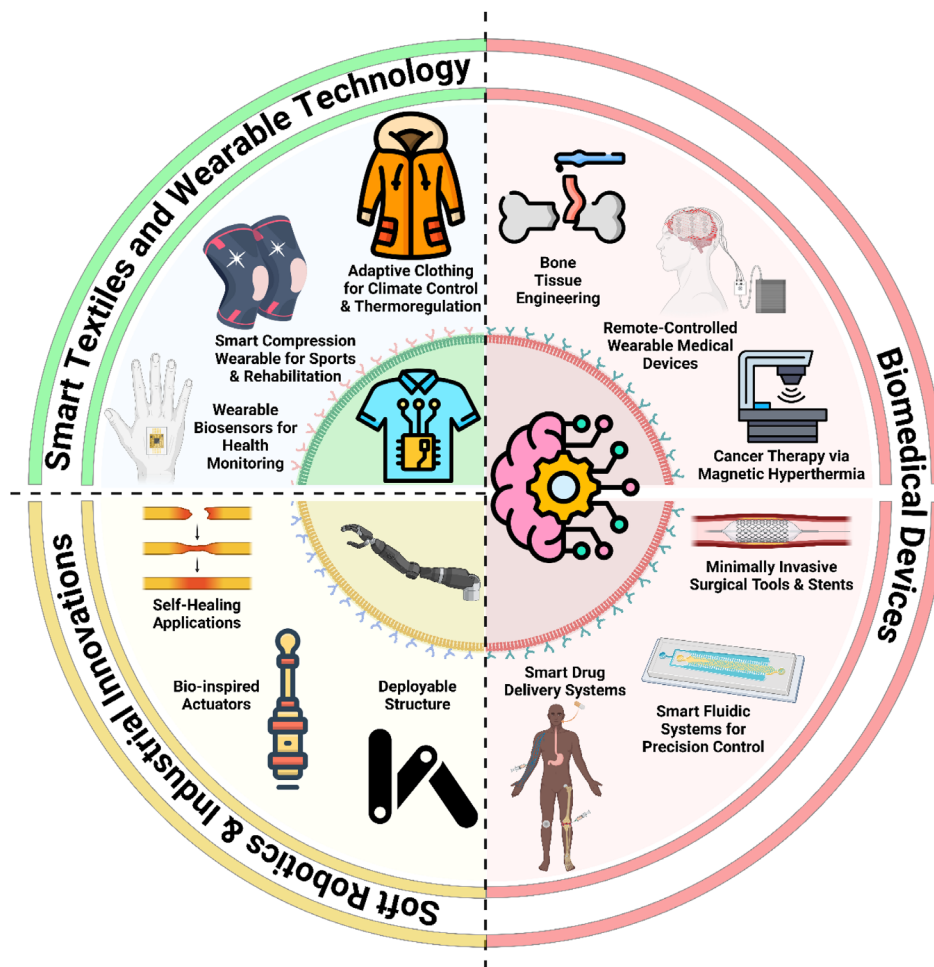 Smart Textiles and Wearable Technology
Adaptive Clothing
for Climate Control
& Thermoregulation
Smart Compression
Wearable for Sports
& Rehabilitation
Wearable
Biosensors for
Health
Monitoring
Biomedical Devices
Bone
Tissue
Engineering
Remote-Controlled
Wearable Medical
Devices
Cancer Therapy via
Magnetic Hyperthermia
Minimally Invasive
Surgical Tools & Stents
Smart Fluidic
Systems for
Precision Control
Smart Drug
Delivery Systems
Soft Robotics & Industrial Innovations
Self-Healing
Applications
Bio-inspired
Actuators
Deployable
Structure